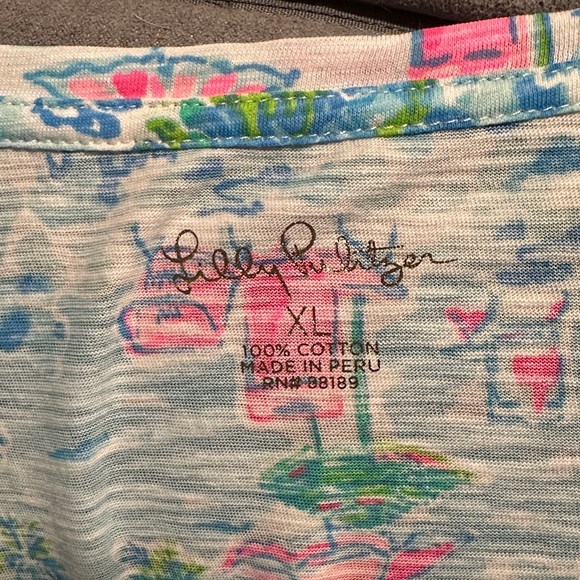 Lilly Pulitzer
XL
100% COTTON
MADE IN PERU
RN# 88189